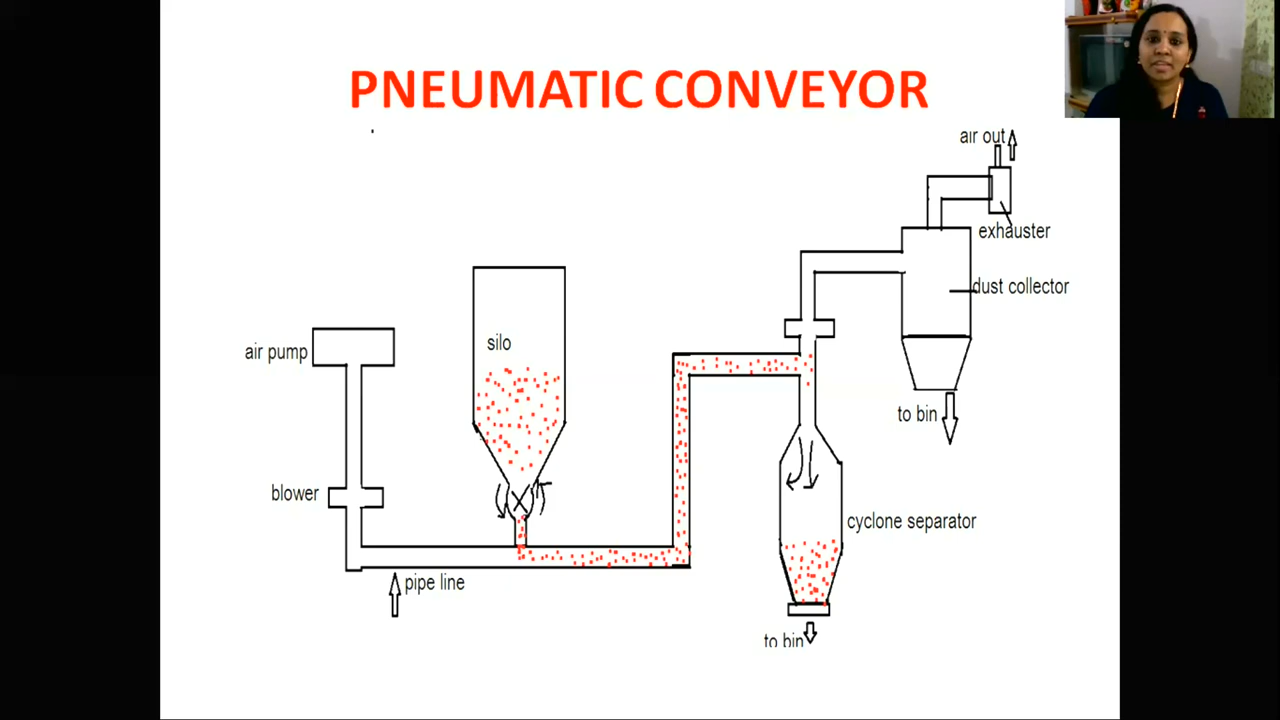 PNEUMATIC CONVEYOR
air out
exhauster
dust collector
silo
air pump
to bin
blower
cyclone separator
pipe line
to bin